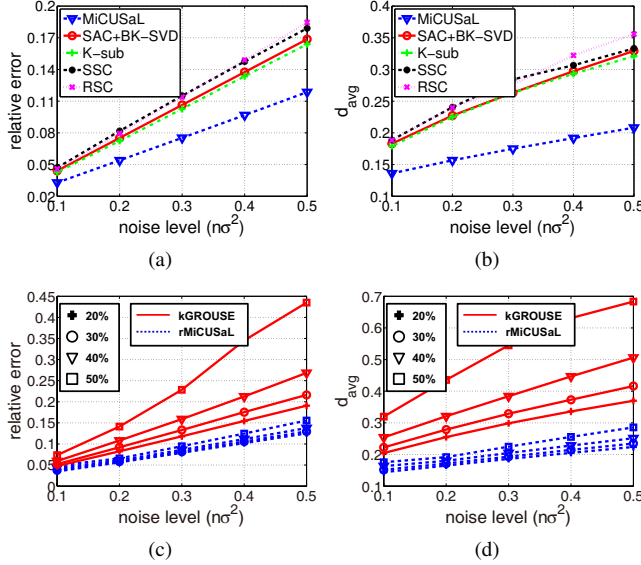 0.2
0.17
0.14
0.11
0.08
0.05
0.02
relative error
MiCUSaL
SAC+BK−SVD
K−sub
SSC
RSC
0.1 0.2 0.3 0.4 0.5
noise level (nσ²)
(a)
0.4
0.35
0.3
0.25
0.2
0.15
0.1
d_avg
MiCUSaL
SAC+BK−SVD
K−sub
SSC
RSC
0.1 0.2 0.3 0.4 0.5
noise level (nσ²)
(b)
0.45
0.4
0.35
0.3
0.25
0.2
0.15
0.1
0.05
0
relative error
20%
30%
40%
50%
kGROUSE
rMiCUSaL
0.1 0.2 0.3 0.4 0.5
noise level (nσ²)
(c)
0.7
0.6
0.5
0.4
0.3
0.2
0.1
d_avg
20%
30%
40%
50%
kGROUSE
rMiCUSaL
0.1 0.2 0.3 0.4 0.5
noise level (nσ²)
(d)